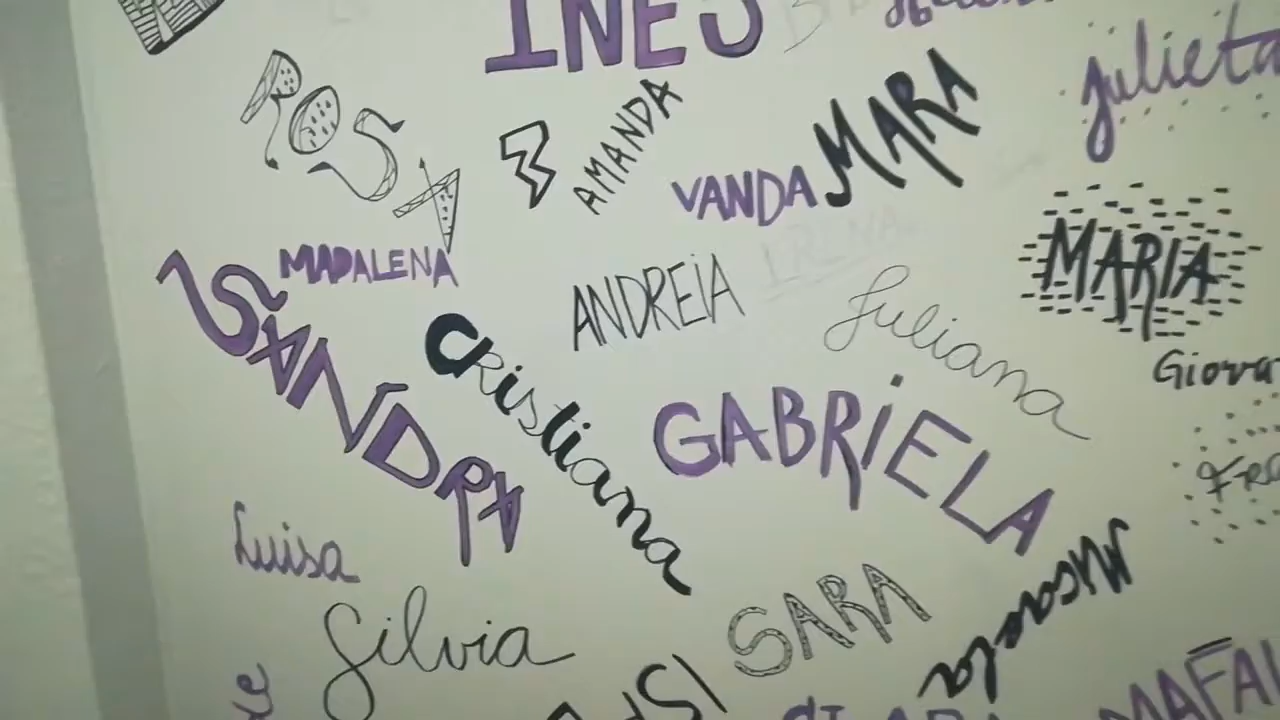 INES
julieta
ROSA
AMANDA
MARA
VANDA
MARIA
MADALENA
ANDREIA
Juliana
SANDRA
Cristiana
GABRIELA
Luisa
Silvia
SARA